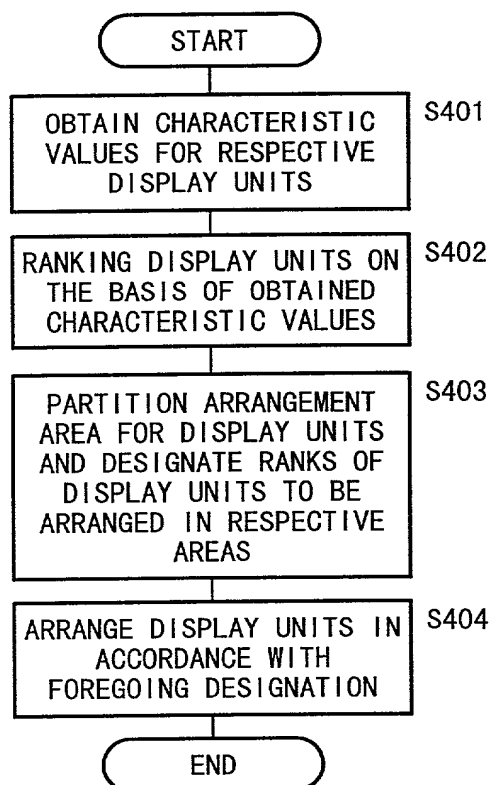 START
S401
OBTAIN CHARACTERISTIC
VALUES FOR RESPECTIVE
DISPLAY UNITS
S402
RANKING DISPLAY UNITS ON
THE BASIS OF OBTAINED
CHARACTERISTIC VALUES
S403
PARTITION ARRANGEMENT
AREA FOR DISPLAY UNITS
AND DESIGNATE RANKS OF
DISPLAY UNITS TO BE
ARRANGED IN RESPECTIVE
AREAS
S404
ARRANGE DISPLAY UNITS IN
ACCORDANCE WITH
FOREGOING DESIGNATION
END